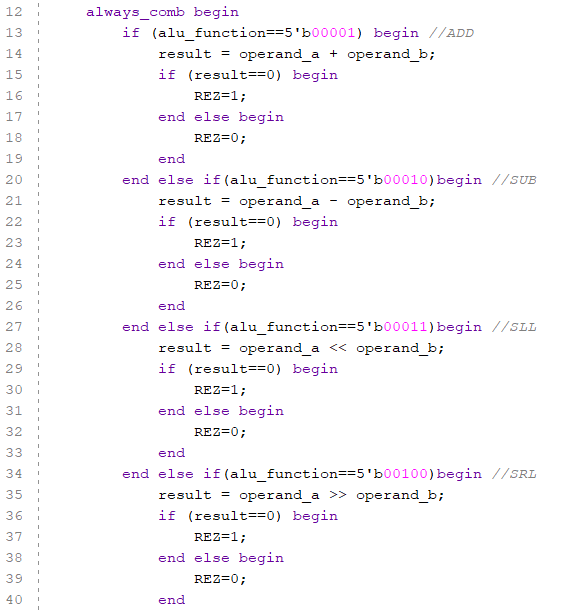 12 always_comb begin
13 if (alu_function==5'b00001) begin //ADD
14 result = operand_a + operand_b;
15 if (result==0) begin
16 REZ=1;
17 end else begin
18 REZ=0;
19 end
20 end else if(alu_function==5'b00010)begin //SUB
21 result = operand_a - operand_b;
22 if (result==0) begin
23 REZ=1;
24 end else begin
25 REZ=0;
26 end
27 end else if(alu_function==5'b00011)begin //SLL
28 result = operand_a << operand_b;
29 if (result==0) begin
30 REZ=1;
31 end else begin
32 REZ=0;
33 end
34 end else if(alu_function==5'b00100)begin //SRL
35 result = operand_a >> operand_b;
36 if (result==0) begin
37 REZ=1;
38 end else begin
39 REZ=0;
40 end